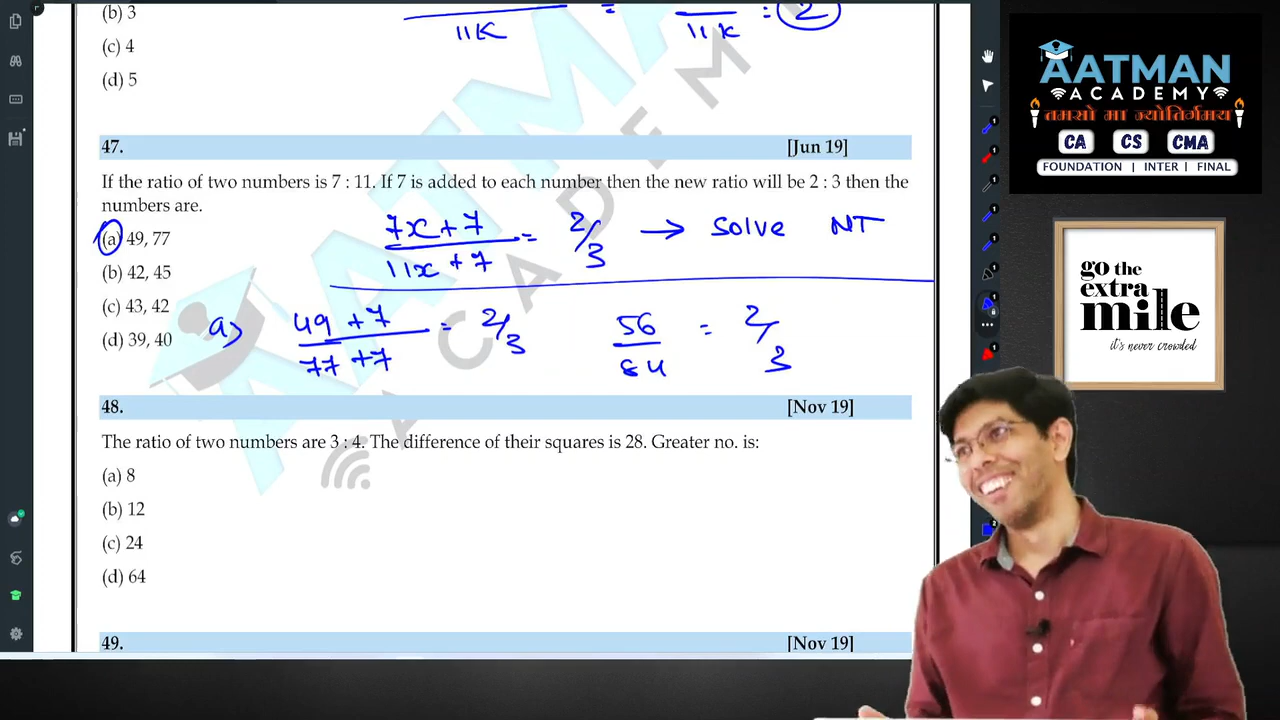 (b) 3
11K
=
11K
: 2
(c) 4
(d) 5
47. [Jun 19]
If the ratio of two numbers is 7 : 11. If 7 is added to each number then the new ratio will be 2 : 3 then the
numbers are.
(a) 49, 77
(b) 42, 45
(c) 43, 42
(d) 39, 40
7x + 7
11x + 7
= 2/3 → Solve NT
a) 49 + 7
77 + 7
= 2/3
56
84
= 2/3
48. [Nov 19]
The ratio of two numbers are 3 : 4. The difference of their squares is 28. Greater no. is:
(a) 8
(b) 12
(c) 24
(d) 64
49. [Nov 19]
AATMAN
ACADEMY
AATMAN
ACADEMY
तमसो मा ज्योतिर्गमय
CA CS CMA
FOUNDATION | INTER | FINAL
go the
extra
mile
it's never crowded